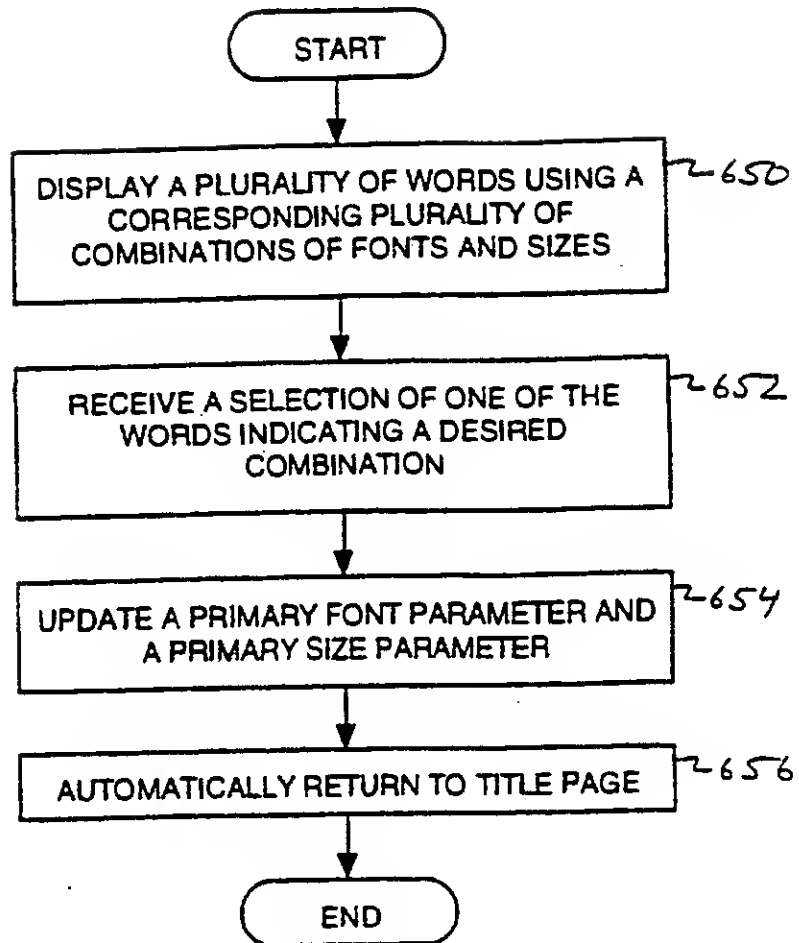 START
DISPLAY A PLURALITY OF WORDS USING A
CORRESPONDING PLURALITY OF
COMBINATIONS OF FONTS AND SIZES
650
RECEIVE A SELECTION OF ONE OF THE
WORDS INDICATING A DESIRED
COMBINATION
652
UPDATE A PRIMARY FONT PARAMETER AND
A PRIMARY SIZE PARAMETER
654
AUTOMATICALLY RETURN TO TITLE PAGE
656
END